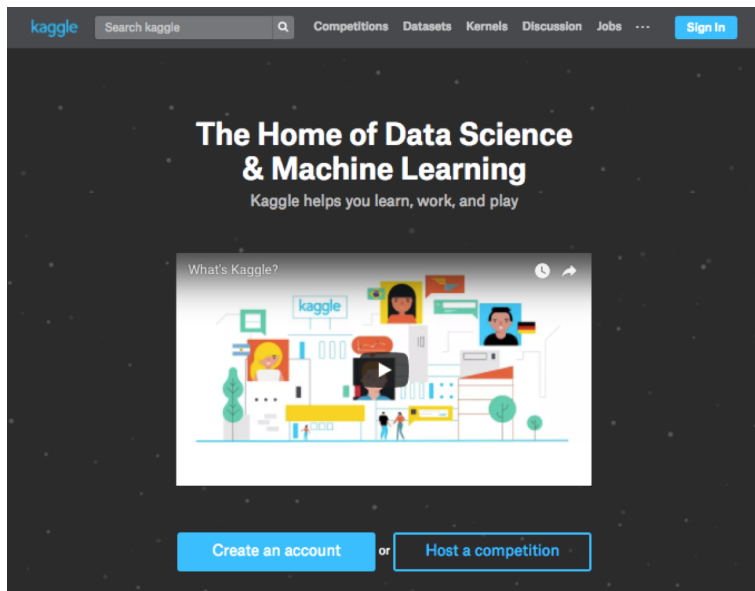 kaggle Search kaggle Competitions Datasets Kernels Discussion Jobs ··· Sign In
The Home of Data Science
& Machine Learning
Kaggle helps you learn, work, and play
What's Kaggle?
kaggle
Create an account or Host a competition